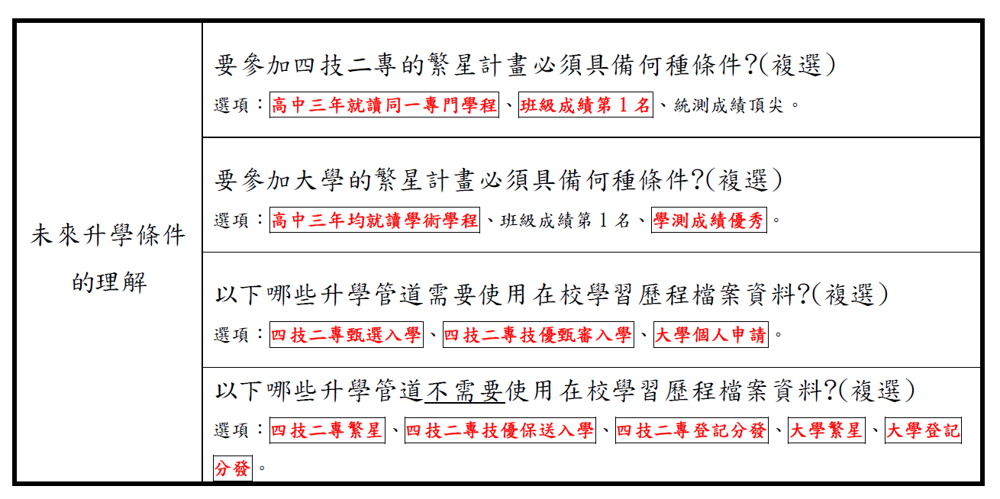 未來升學條件
的理解
要參加四技二專的繁星計畫必須具備何種條件?(複選)
選項：高中三年就讀同一專門學程、班級成績第1名、統測成績頂尖。
要參加大學的繁星計畫必須具備何種條件?(複選)
選項：高中三年均就讀學術學程、班級成績第1名、學測成績優秀。
以下哪些升學管道需要使用在校學習歷程檔案資料?(複選)
選項：四技二專甄選入學、四技二專技優甄審入學、大學個人申請。
以下哪些升學管道不需要使用在校學習歷程檔案資料?(複選)
選項：四技二專繁星、四技二專技優保送入學、四技二專登記分發、大學繁星、大學登記
分發。